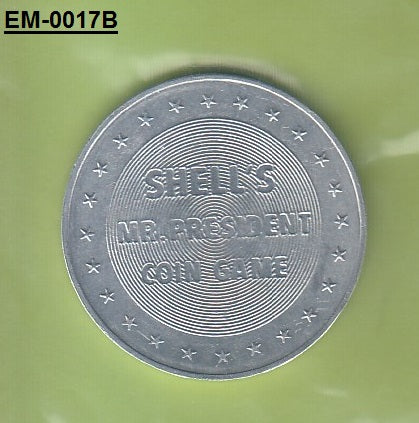 EM-0017B
SHELL'S
MR. PRESIDENT
COIN GAME